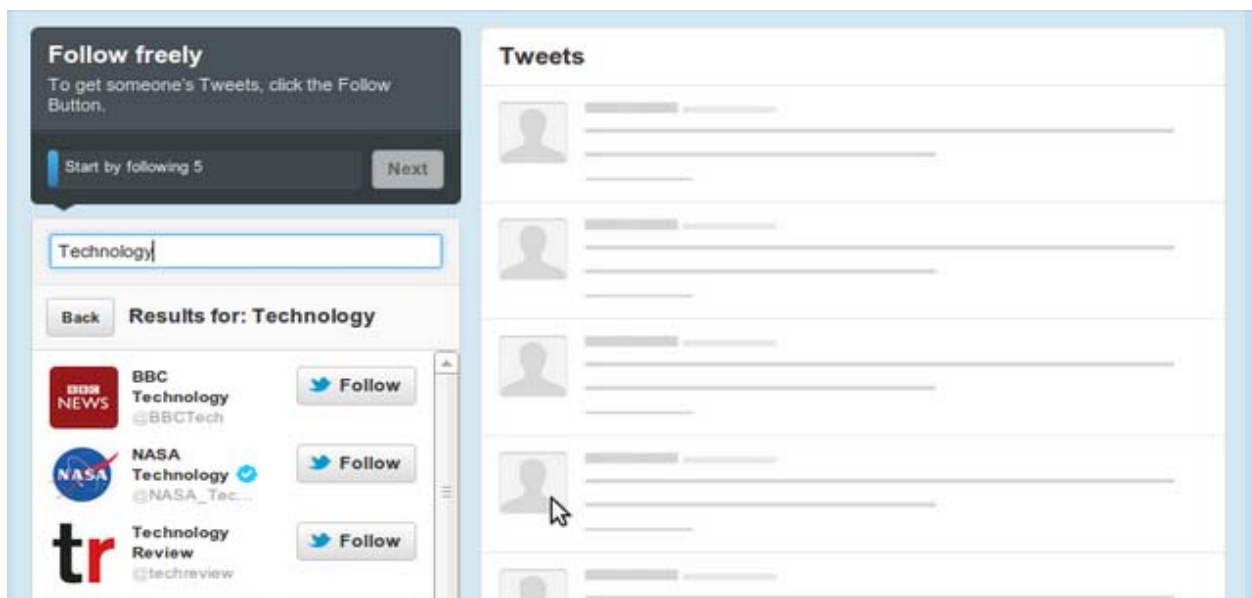 Follow freely
To get someone's Tweets, click the Follow
Button.
Start by following 5
Next
Technology
Back
Results for: Technology
BBC
NEWS
BBC
Technology
@BBCTech
Follow
NASA
NASA
Technology
@NASA_Tec...
Follow
tr
Technology
Review
@techreview
Follow
Tweets